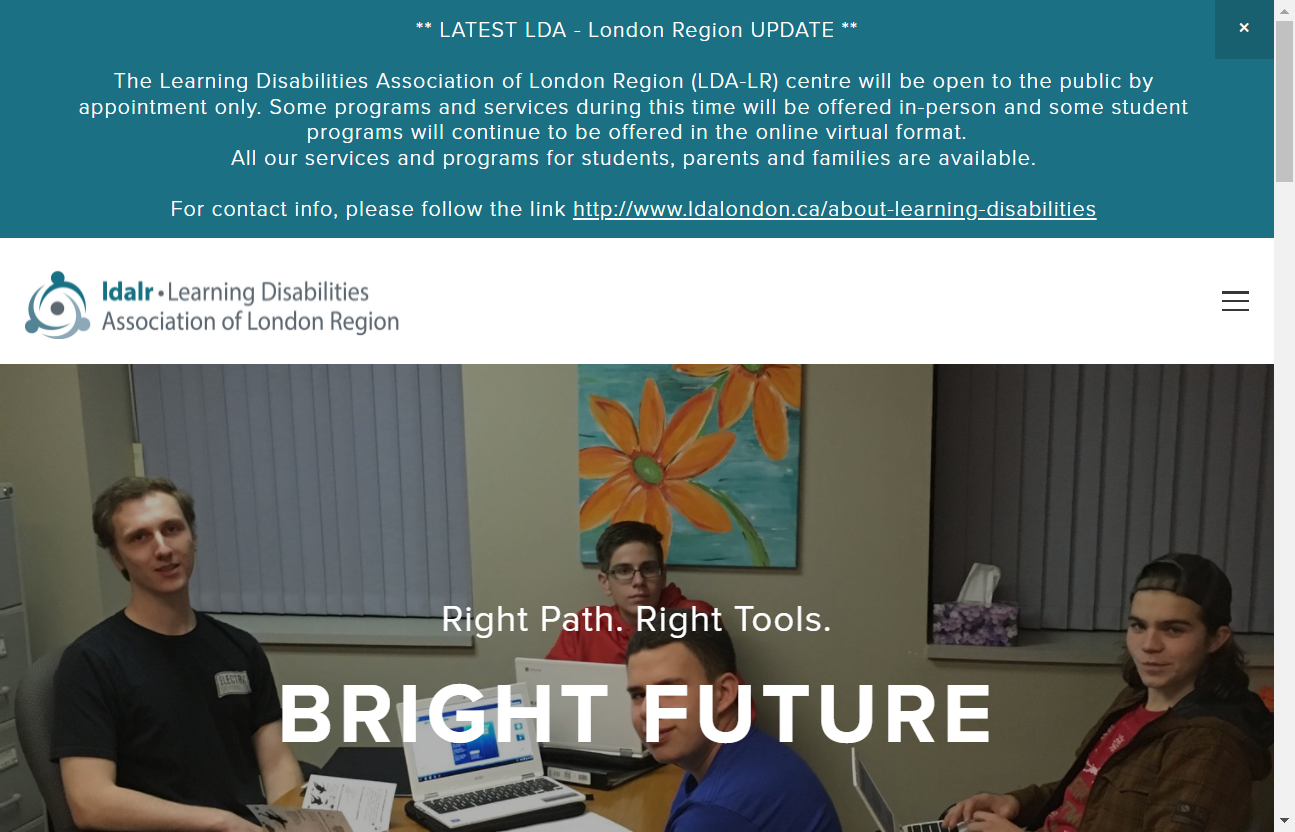 ** LATEST LDA - London Region UPDATE **
×
The Learning Disabilities Association of London Region (LDA-LR) centre will be open to the public by
appointment only. Some programs and services during this time will be offered in-person and some student
programs will continue to be offered in the online virtual format.
All our services and programs for students, parents and families are available.
For contact info, please follow the link http://www.ldalondon.ca/about-learning-disabilities
ldalr • Learning Disabilities
Association of London Region
Right Path. Right Tools.
ELECTRIC
BRIGHT FUTURE